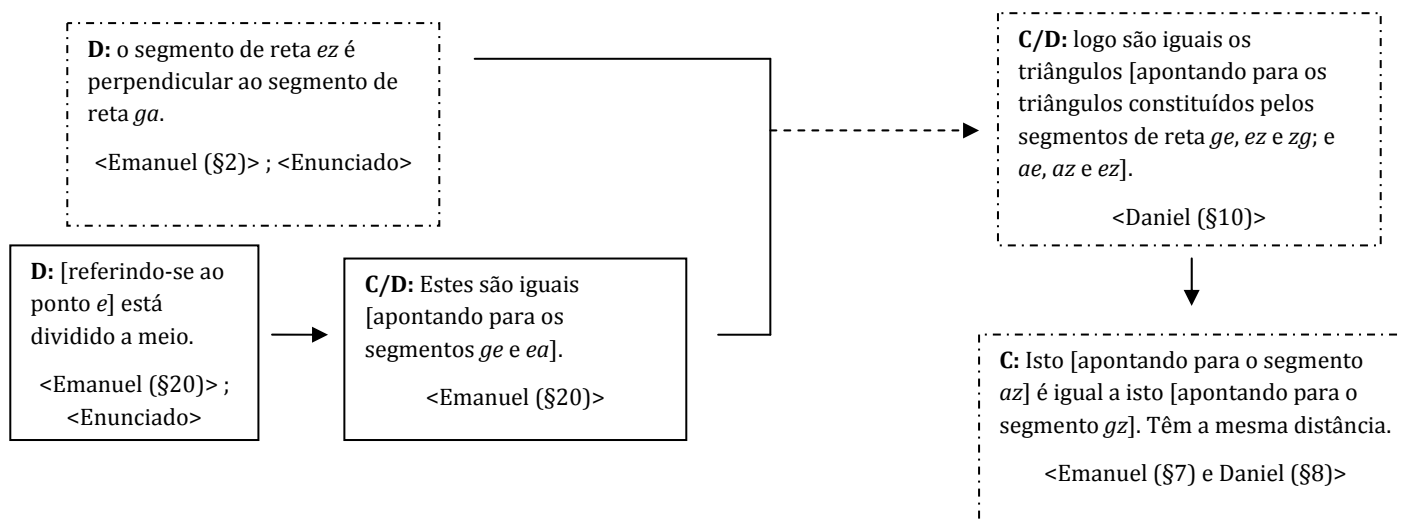 D: o segmento de reta ez é
perpendicular ao segmento de
reta ga.
<Emanuel (§2)> ; <Enunciado>
D: [referindo-se ao
ponto e] está
dividido a meio.
<Emanuel (§20)> ;
<Enunciado>
C/D: Estes são iguais
[apontando para os
segmentos ge e ea].
<Emanuel (§20)>
C/D: logo são iguais os
triângulos [apontando para os
triângulos constituídos pelos
segmentos de reta ge, ez e zg; e
ae, az e ez].
<Daniel (§10)>
C: Isto [apontando para o segmento
az] é igual a isto [apontando para o
segmento gz]. Têm a mesma distância.
<Emanuel (§7) e Daniel (§8)>